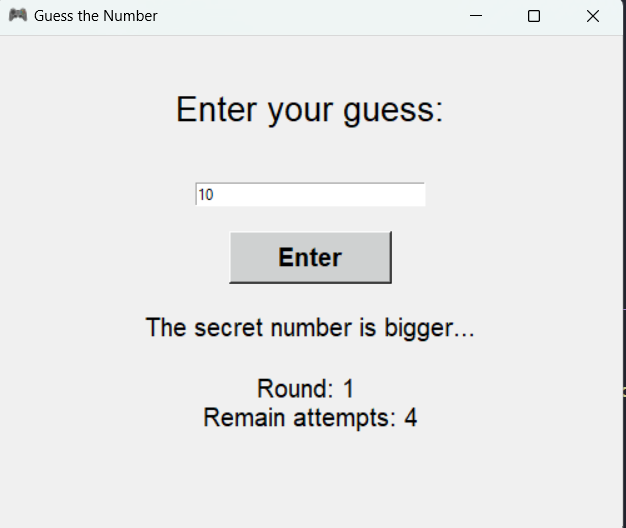 Guess the Number
Enter your guess:
10
Enter
The secret number is bigger...
Round: 1
Remain attempts: 4